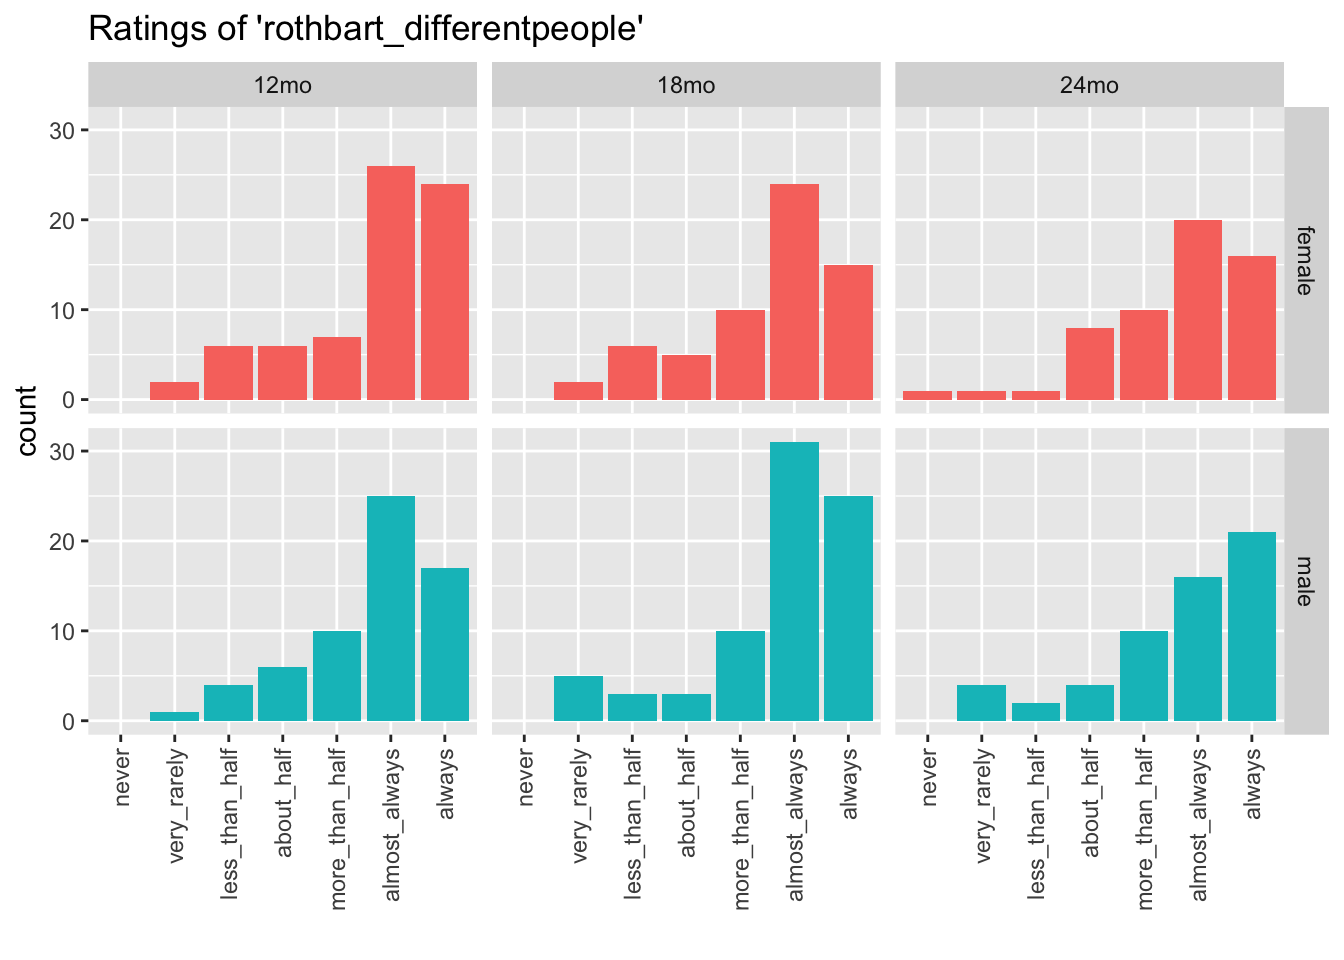 Ratings of 'rothbart_differentpeople'
12mo
18mo
24mo
30
20
10
0
female
count
30
20
10
0
male
never
very_rarely
less_than_half
about_half
more_than_half
almost_always
always
never
very_rarely
less_than_half
about_half
more_than_half
almost_always
always
never
very_rarely
less_than_half
about_half
more_than_half
almost_always
always